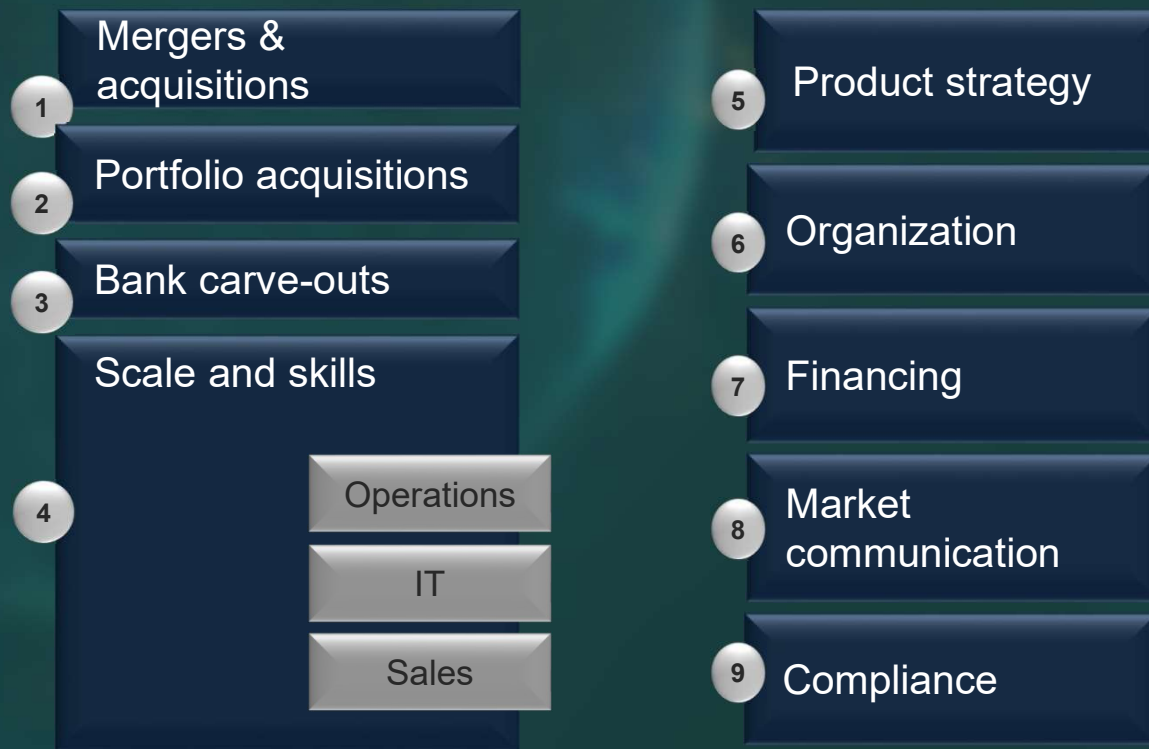 1
Mergers &
acquisitions
2
Portfolio acquisitions
3
Bank carve-outs
4
Scale and skills
Operations
IT
Sales
5
Product strategy
6
Organization
7
Financing
8
Market
communication
9
Compliance